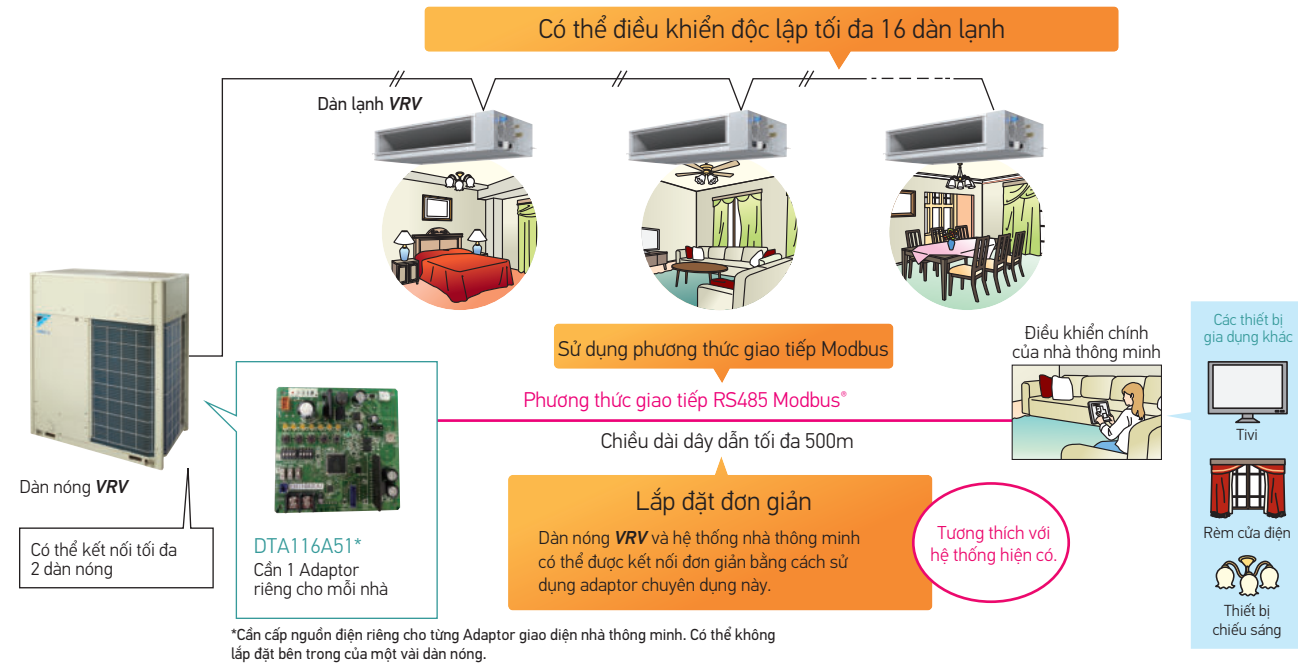 Có thể điều khiển độc lập tối đa 16 dàn lạnh
Dàn lạnh VRV
Sử dụng phương thức giao tiếp Modbus
Phương thức giao tiếp RS485 Modbus®
Chiều dài dây dẫn tối đa 500m
Điều khiển chính
của nhà thông minh
Các thiết bị
gia dụng khác
Tivi
Rèm cửa điện
Thiết bị
chiếu sáng
Dàn nóng VRV
Có thể kết nối tối đa
2 dàn nóng
DTA116A51*
Cần 1 Adaptor
riêng cho mỗi nhà
Lắp đặt đơn giản
Dàn nóng VRV và hệ thống nhà thông minh
có thể được kết nối đơn giản bằng cách sử
dụng adaptor chuyên dụng này.
Tương thích với
hệ thống hiện có.
*Cần cấp nguồn điện riêng cho từng Adaptor giao diện nhà thông minh. Có thể không
lắp đặt bên trong của một vài dàn nóng.